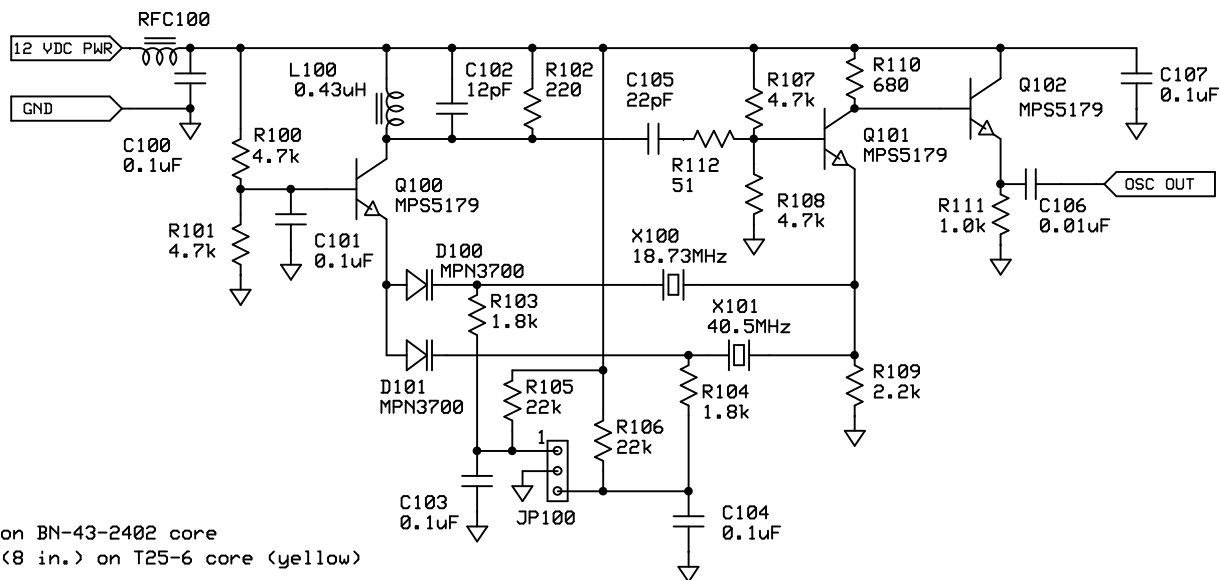 RFC100
12 VDC PWR
GND
C100
0.1uF
R100
4.7k
R101
4.7k
C101
0.1uF
L100
0.43uH
C102
12pF
R102
220
Q100
MPS5179
C105
22pF
R112
51
R107
4.7k
R108
4.7k
R110
680
Q101
MPS5179
Q102
MPS5179
C107
0.1uF
R111
1.0k
C106
0.01uF
OSC OUT
D100
MPN3700
R103
1.8k
X100
18.73MHz
X101
40.5MHz
D101
MPN3700
R105
22k
R106
22k
R104
1.8k
R109
2.2k
1
JP100
C103
0.1uF
C104
0.1uF
on BN-43-2402 core
(8 in.) on T25-6 core (yellow)